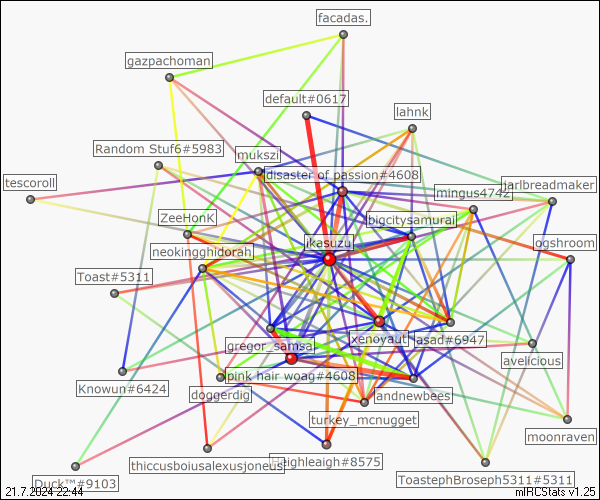 facadas.
gazpachoman
default#0617
lahnk
Random Stuf6#5983
mukszi
disaster of passion#4608
tescoroll
mingus4742
jarlbreadmaker
ZeeHonK
bigcitysamurai
ikasuzu
ogshroom
neokingghidorah
Toast#5311
gregor_samsa
xenovaut
asad#6947
avelicious
pink hair woag#4608
Knowun#6424
doggerdig
andnewbees
turkey_mcnugget
moonraven
thiccusboiusalexusjoneus
Heighleigh#8575
Duck™#9103
ToastephBroseph5311#5311
21.7.2024 22:44
mIRCStats v1.25